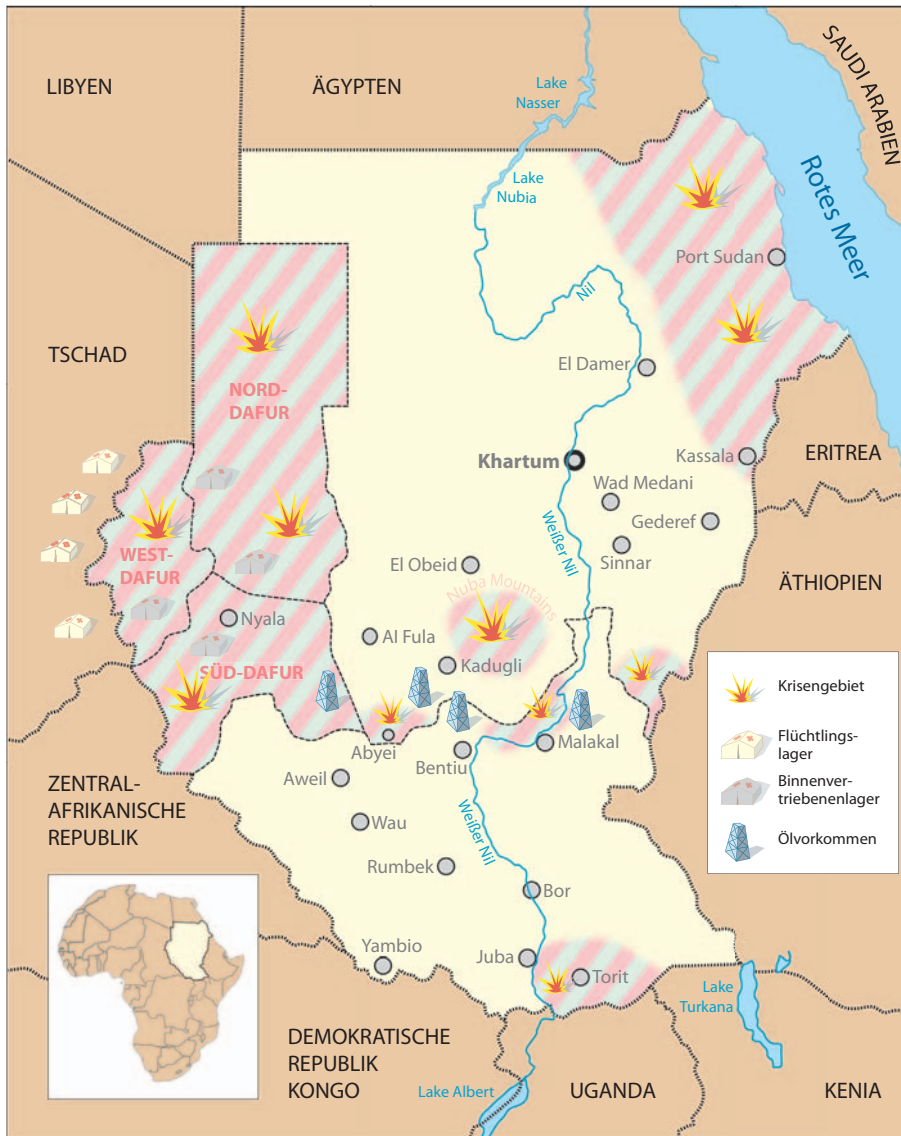 LIBYEN
ÄGYPTEN
SAUDI ARABIEN
Lake
Nasser
Lake
Nubia
Rotes Meer
Port Sudan
Nil
TSCHAD
El Damer
NORD-
DAFUR
Khartum
Kassala
ERITREA
Wad Medani
Gederef
Weißer Nil
Sinnar
WEST-
DAFUR
El Obeid
ÄTHIOPIEN
Nuba Mountains
Nyala
Al Fula
Kadugli
SÜD-DAFUR
Abyei
Bentiu
Malakal
Aweil
ZENTRAL-
AFRIKANISCHE
REPUBLIK
Wau
Weißer Nil
Rumbek
Bor
Yambio
Juba
Torit
Lake
Turkana
DEMOKRATISCHE
REPUBLIK
KONGO
Lake Albert
UGANDA
KENIA
Krisengebiet
Flüchtlings-
lager
Binnenver-
triebenenlager
Ölvorkommen